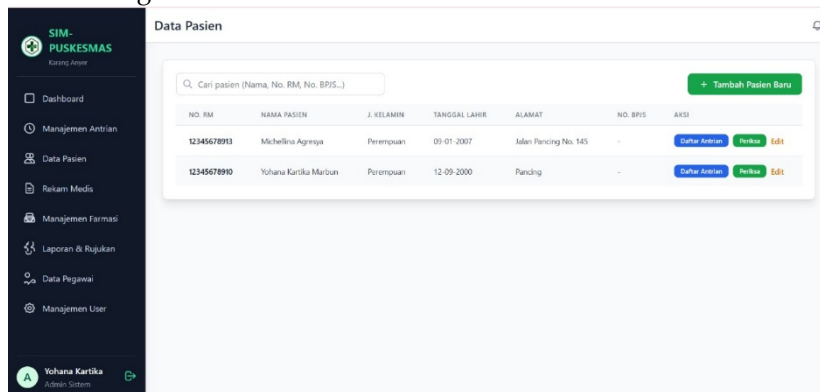 SIM-
PUSKESMAS
Karang Anyer
Dashboard
Manajemen Antrian
Data Pasien
Rekam Medis
Manajemen Farmasi
Laporan & Rujukan
Data Pegawai
Manajemen User
A
Yohana Kartika
Admin Sistem
Data Pasien
Cari pasien (Nama, No. RM, No. BPJS...)
+ Tambah Pasien Baru
NO. RM NAMA PASIEN J. KELAMIN TANGGAL LAHIR ALAMAT NO. BPJS AKSI
12345678913 Michellina Agresya Perempuan 09-01-2007 Jalan Pancing No. 145 - Daftar Antrian Periksa Edit
12345678910 Yohana Kartika Marbun Perempuan 12-09-2000 Pancing - Daftar Antrian Periksa Edit